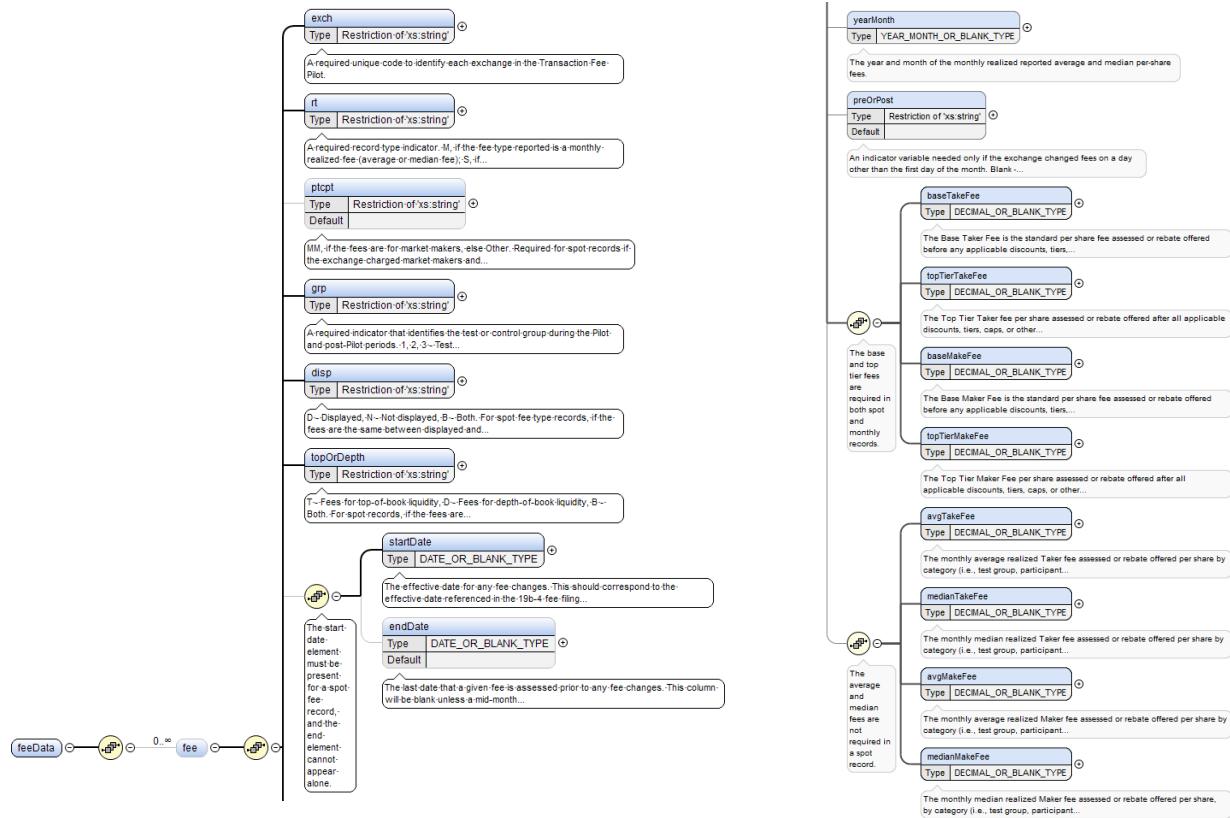 exch
Type Restriction of 'xs:string'
A required unique code to identify each exchange in the Transaction Fee
Pilot.
rt
Type Restriction of 'xs:string'
A required record type indicator. M, if the fee type reported is a monthly
realized fee (average or median fee); S, if...
ptcpt
Type Restriction of 'xs:string'
Default
MM, if the fees are for market makers, else Other. Required for spot records if
the exchange charged market makers and...
grp
Type Restriction of 'xs:string'
A required indicator that identifies the test or control group during the Pilot
and post-Pilot periods. 1, 2, 3 - Test...
disp
Type Restriction of 'xs:string'
D - Displayed, N - Not displayed, B - Both. For spot fee type records, if the
fees are the same between displayed and...
topOrDepth
Type Restriction of 'xs:string'
T - Fees for top-of-book liquidity, D - Fees for depth-of-book liquidity, B -
Both. For spot records, if the fees are...
startDate
Type DATE_OR_BLANK_TYPE
The effective date for any fee changes. This should correspond to the
effective date referenced in the 19b-4 fee filing...
endDate
Type DATE_OR_BLANK_TYPE
Default
The last date that a given fee is assessed prior to any fee changes. This column
will be blank unless a mid-month...
The start
date
element
must be
present
for a spot
fee
record,
and the
end
element
cannot
appear
alone.
feeData
0..∞
fee
yearMonth
Type YEAR_MONTH_OR_BLANK_TYPE
The year and month of the monthly realized reported average and median per-share
fees.
preOrPost
Type Restriction of 'xs:string'
Default
An indicator variable needed only if the exchange changed fees on a day
other than the first day of the month. Blank -...
baseTakeFee
Type DECIMAL_OR_BLANK_TYPE
The Base Taker Fee is the standard per share fee assessed or rebate offered
before any applicable discounts, tiers,...
topTierTakeFee
Type DECIMAL_OR_BLANK_TYPE
The Top Tier Taker fee per share assessed or rebate offered after all applicable
discounts, tiers, caps, or other...
The base
and top
tier fees
are
required in
both spot
and
monthly
records.
baseMakeFee
Type DECIMAL_OR_BLANK_TYPE
The Base Maker Fee is the standard per share fee assessed or rebate offered
before any applicable discounts, tiers,...
topTierMakeFee
Type DECIMAL_OR_BLANK_TYPE
The Top Tier Maker Fee per share assessed or rebate offered after all
applicable discounts, tiers, caps, or other...
avgTakeFee
Type DECIMAL_OR_BLANK_TYPE
The monthly average realized Taker fee assessed or rebate offered per share by
category (i.e., test group, participant...
medianTakeFee
Type DECIMAL_OR_BLANK_TYPE
The monthly median realized Taker fee assessed or rebate offered per share by
category (i.e., test group, participant...
The
average
and
median
fees are
not
required in
a spot
record.
avgMakeFee
Type DECIMAL_OR_BLANK_TYPE
The monthly average realized Maker fee assessed or rebate offered per share by
category (i.e., test group, participant...
medianMakeFee
Type DECIMAL_OR_BLANK_TYPE
The monthly median realized Maker fee assessed or rebate offered per share,
by category (i.e., test group, participant...